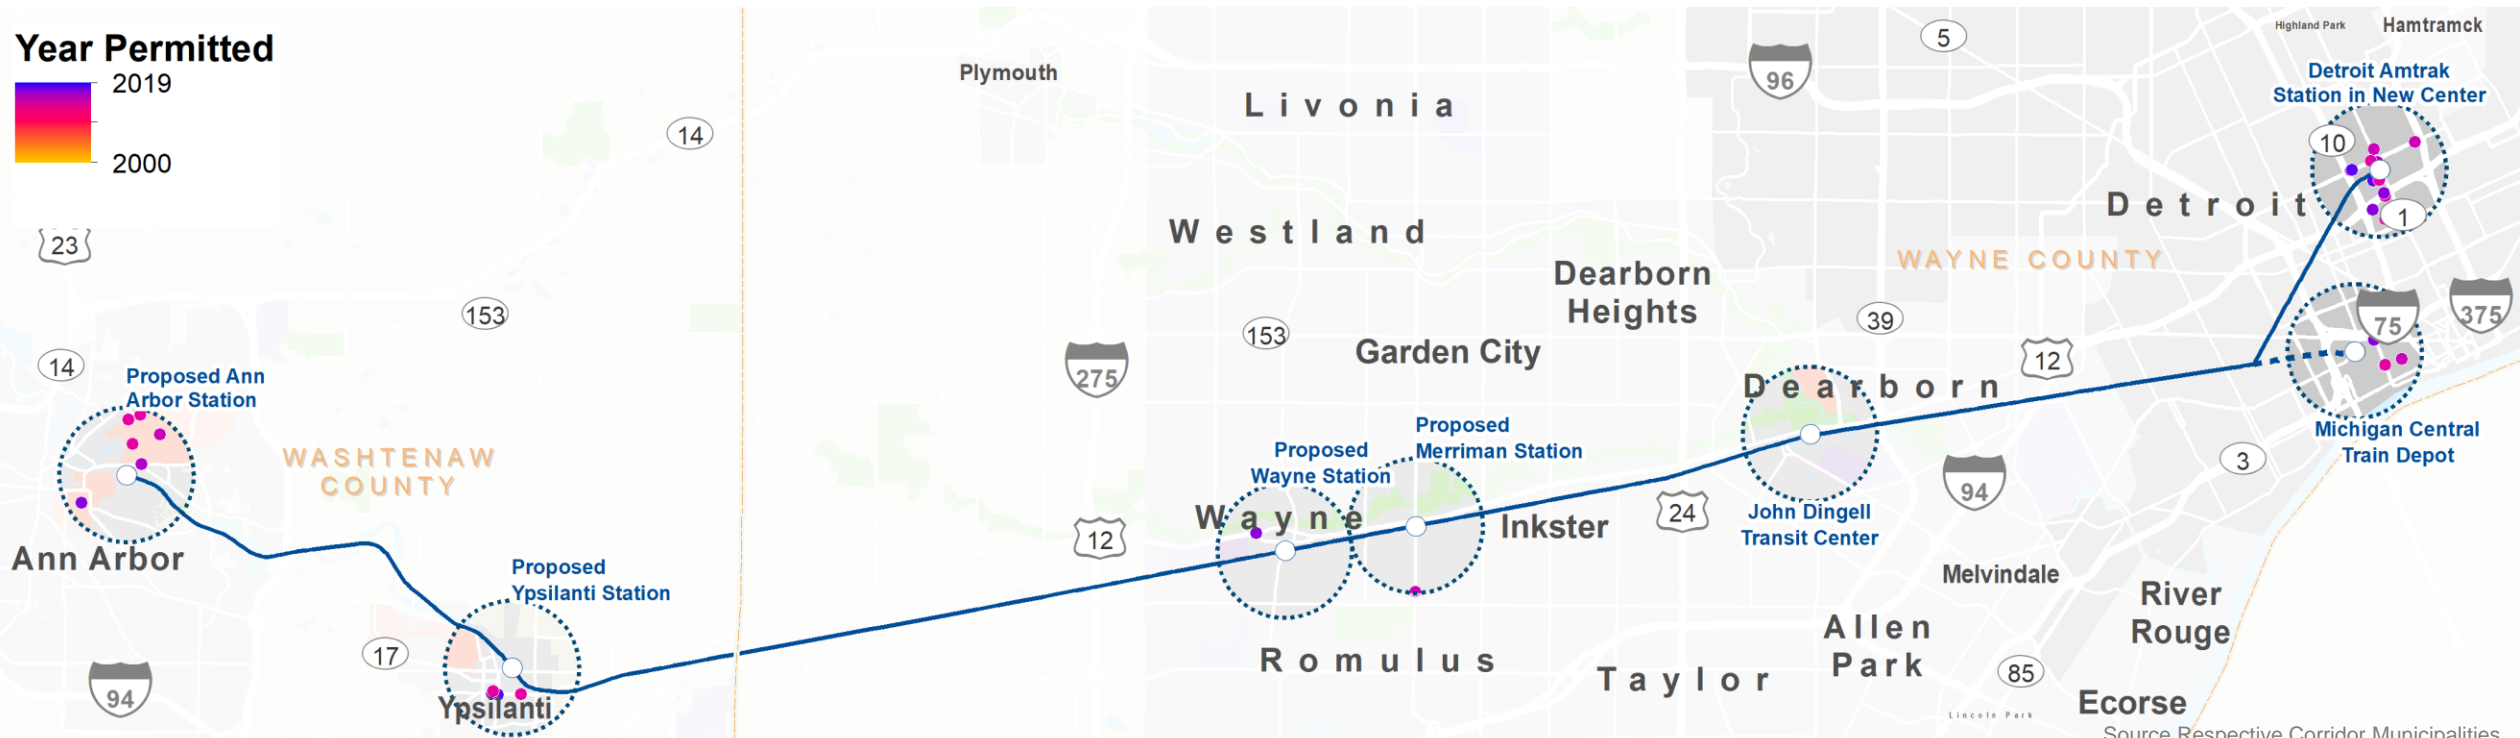 Year Permitted
2019
2000
23
14
153
14
Proposed Ann
Arbor Station
WASHTENAW
COUNTY
Ann Arbor
94
17
Proposed
Ypsilanti Station
Ypsilanti
Plymouth
Livonia
Westland
275
153
Garden City
Dearborn
Heights
12
Proposed
Wayne Station
Wayne
Proposed
Merriman Station
Inkster
Romulus
24
Taylor
96
5
39
Dearborn
John Dingell
Transit Center
12
94
Melvindale
Allen
Park
85
Lincoln Park
River
Rouge
Ecorse
3
WAYNE COUNTY
Detroit
Highland Park
Hamtramck
Detroit Amtrak
Station in New Center
10
1
75
375
Michigan Central
Train Depot
Source Respective Corridor Municipalities